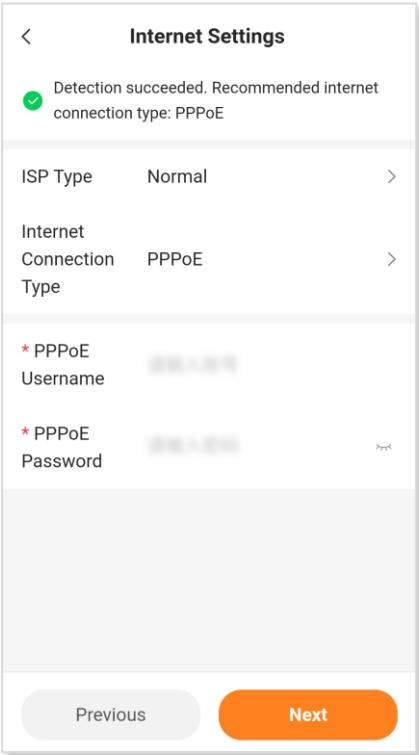 Internet Settings
Detection succeeded. Recommended internet
connection type: PPPoE
ISP Type Normal
Internet
Connection PPPoE
Type
* PPPoE
Username
* PPPoE
Password
Previous Next